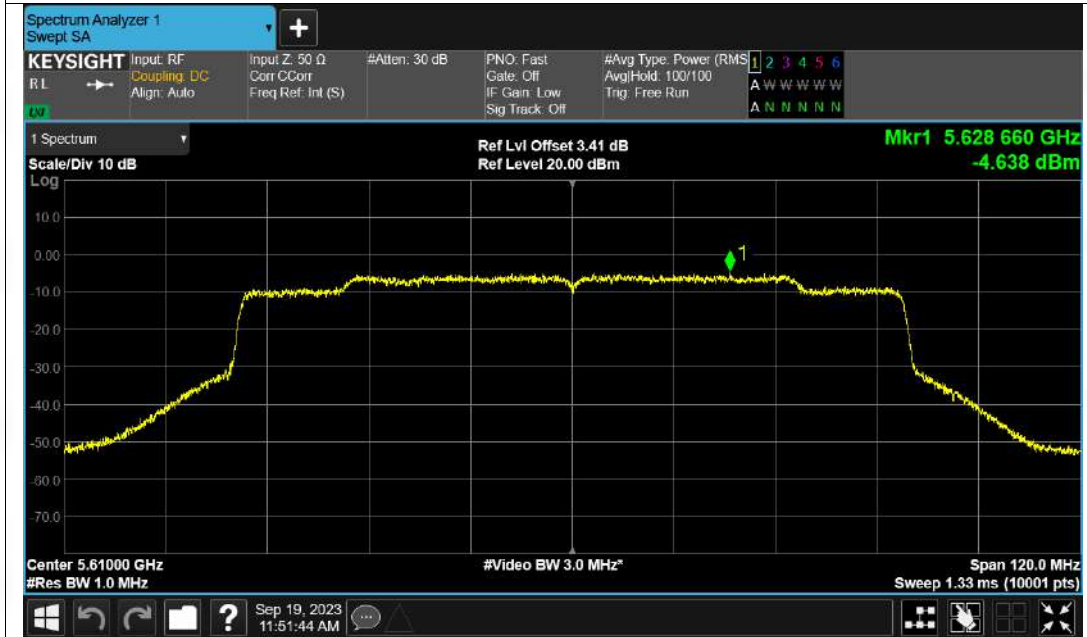 Spectrum Analyzer 1
Swept SA
+
KEYSIGHT
R L
LXI
Input: RF
Coupling: DC
Align: Auto
Input Z: 50 Ω
Corr CCorr
Freq Ref: Int (S)
#Atten: 30 dB
PNO: Fast
Gate: Off
IF Gain: Low
Sig Track: Off
#Avg Type: Power (RMS
Avg|Hold: 100/100
Trig: Free Run
1 2 3 4 5 6
A W W W W W
A N N N N N
1 Spectrum
Scale/Div 10 dB
Log
Ref Lvl Offset 3.41 dB
Ref Level 20.00 dBm
Mkr1 5.628 660 GHz
-4.638 dBm
10.0
0.00
1
-10.0
-20.0
-30.0
-40.0
-50.0
-60.0
-70.0
Center 5.61000 GHz
#Res BW 1.0 MHz
#Video BW 3.0 MHz*
Span 120.0 MHz
Sweep 1.33 ms (10001 pts)
?
Sep 19, 2023
11:51:44 AM